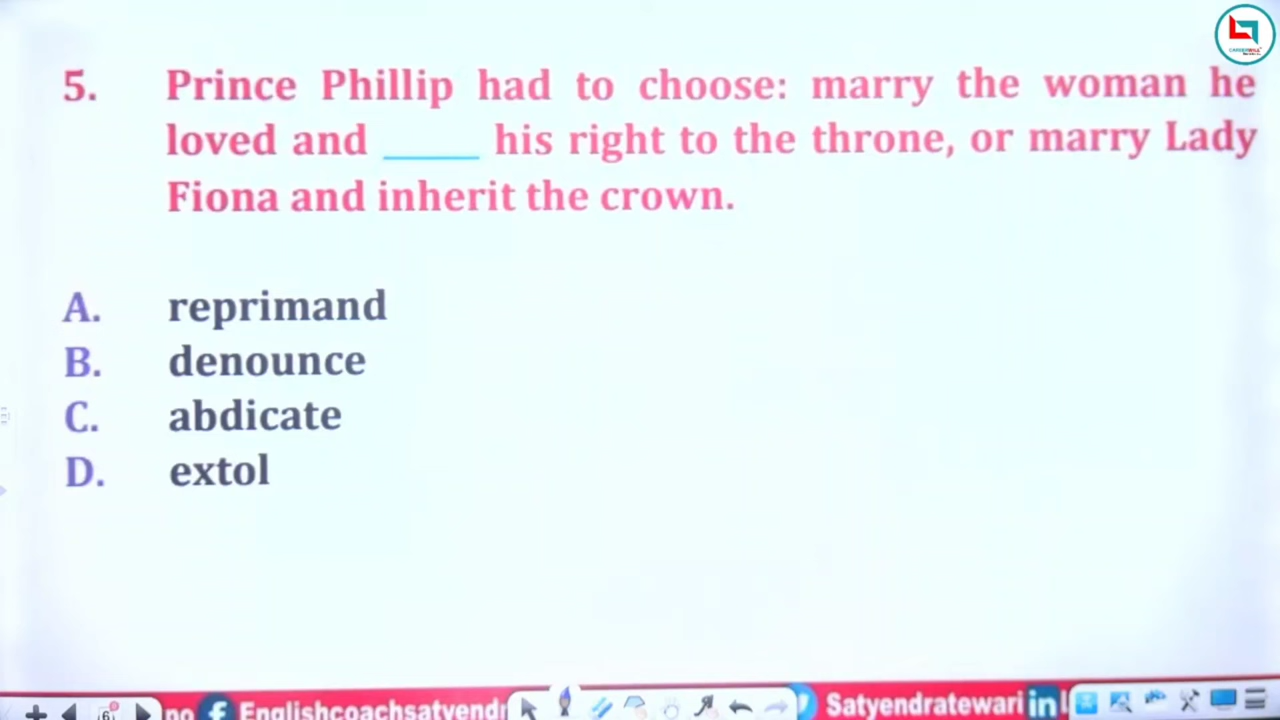 5. Prince Phillip had to choose: marry the woman he
loved and _____ his right to the throne, or marry Lady
Fiona and inherit the crown.
A. reprimand
B. denounce
C. abdicate
D. extol
Englishcoachsatyendr
Satyendratewari in